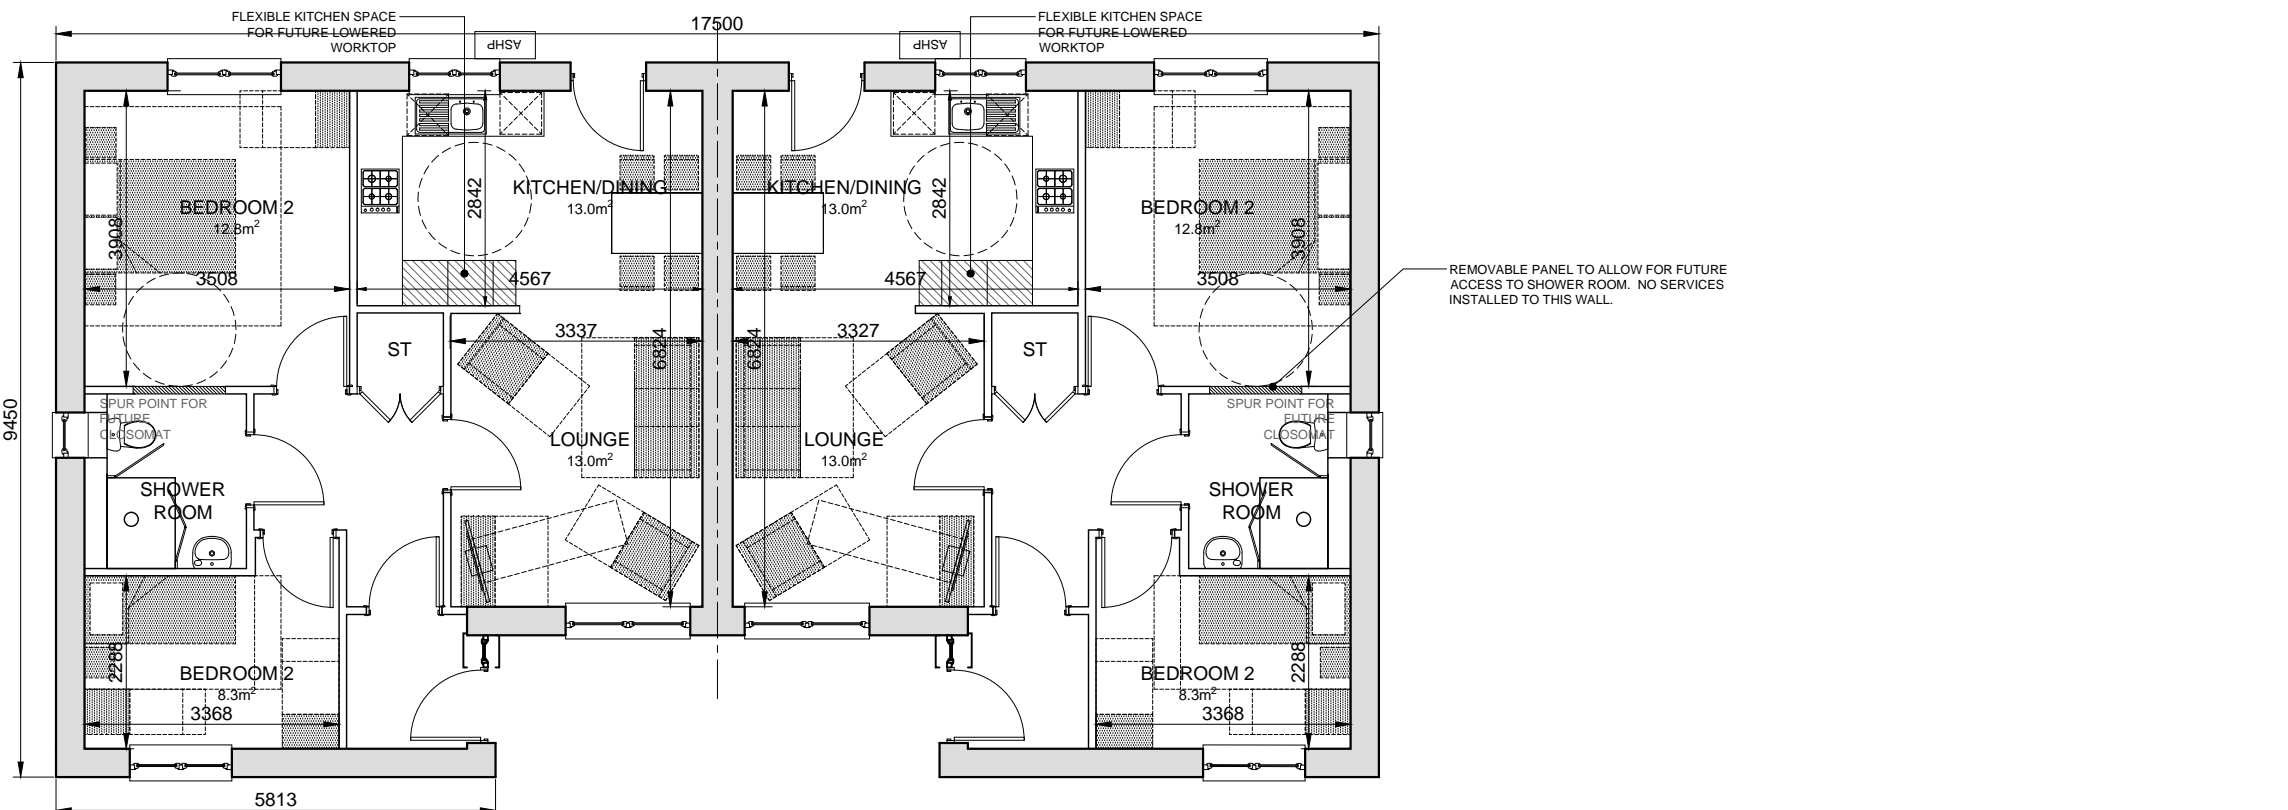 FLEXIBLE KITCHEN SPACE
FOR FUTURE LOWERED
WORKTOP
17500
FLEXIBLE KITCHEN SPACE
FOR FUTURE LOWERED
WORKTOP
ASHP
ASHP
BEDROOM 2
12.8m²
3908
3508
2842
KITCHEN/DINING
13.0m²
4567
KITCHEN/DINING
13.0m²
2842
4567
BEDROOM 2
12.8m²
3908
3508
REMOVABLE PANEL TO ALLOW FOR FUTURE
ACCESS TO SHOWER ROOM. NO SERVICES
INSTALLED TO THIS WALL.
ST
3337
6824
6824
3327
ST
9450
SPUR POINT FOR
FUTURE
CLOSOMAT
LOUNGE
13.0m²
LOUNGE
13.0m²
SPUR POINT FOR
FUTURE
CLOSOMAT
SHOWER
ROOM
SHOWER
ROOM
2288
BEDROOM 2
8.3m²
3368
BEDROOM 2
8.3m²
2288
3368
5813